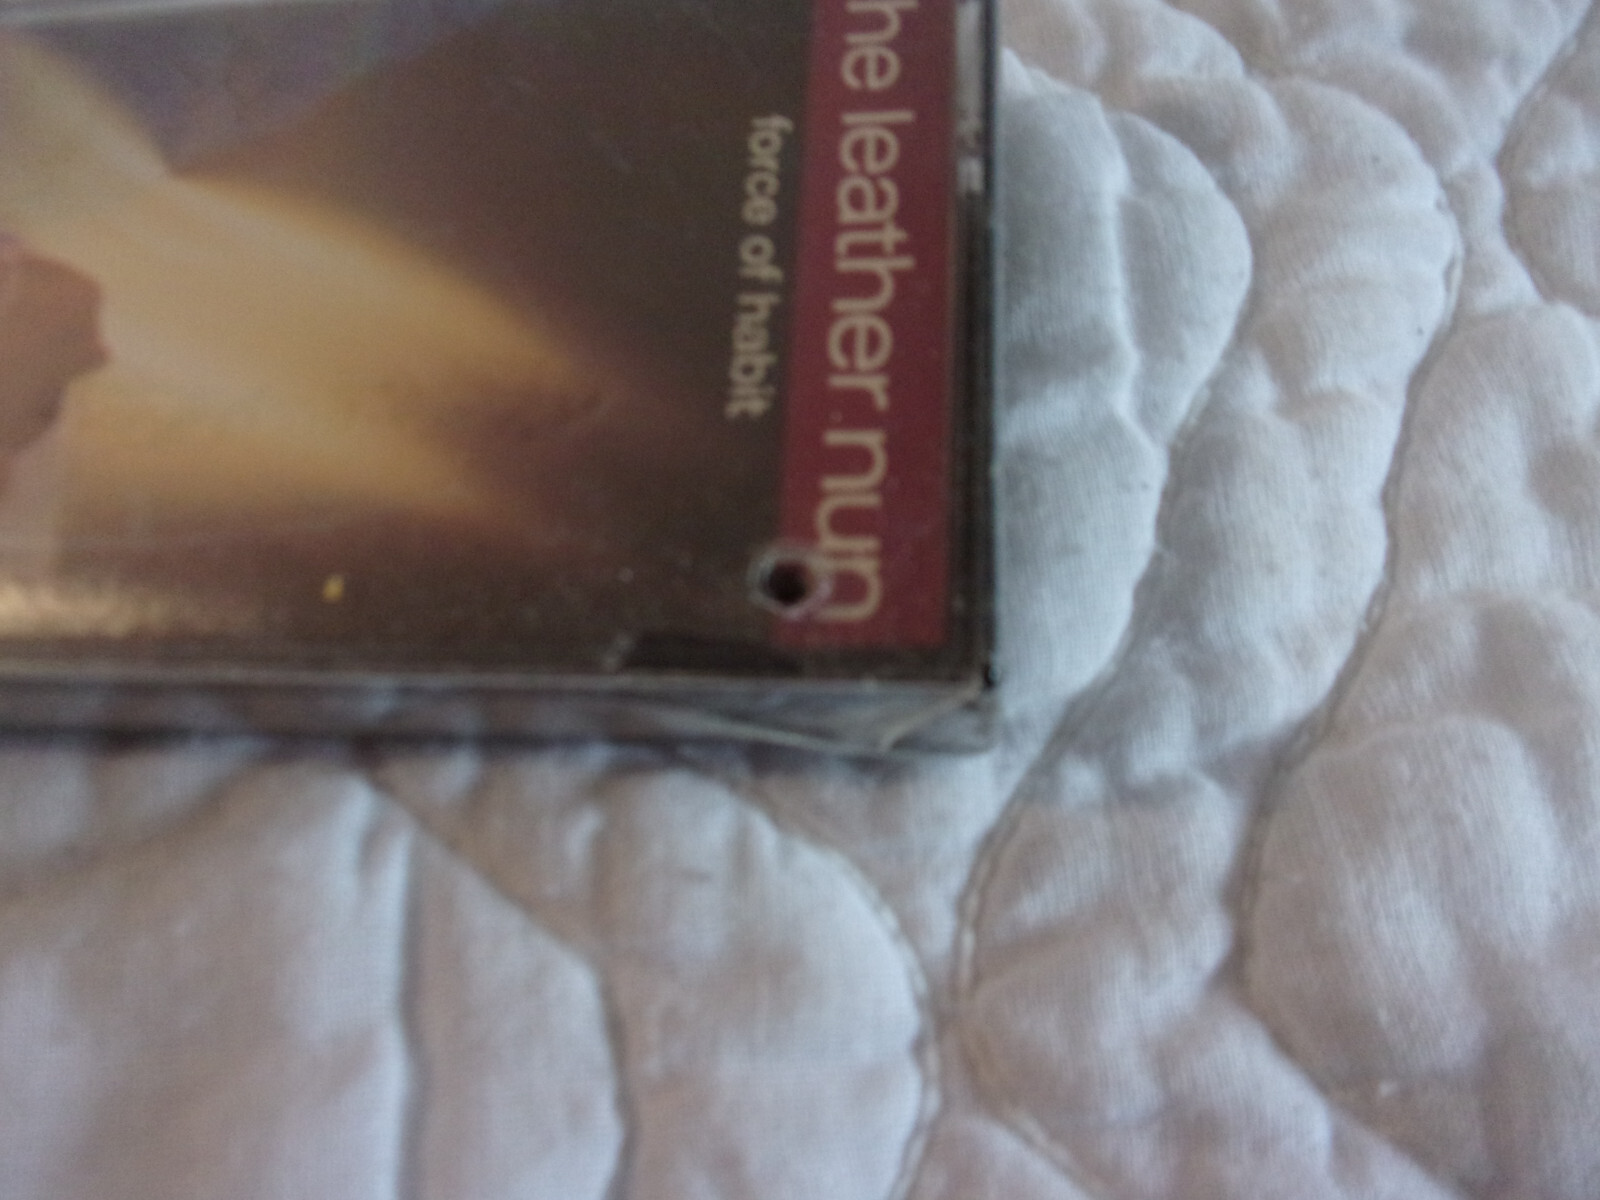 he leather nun
force of habit